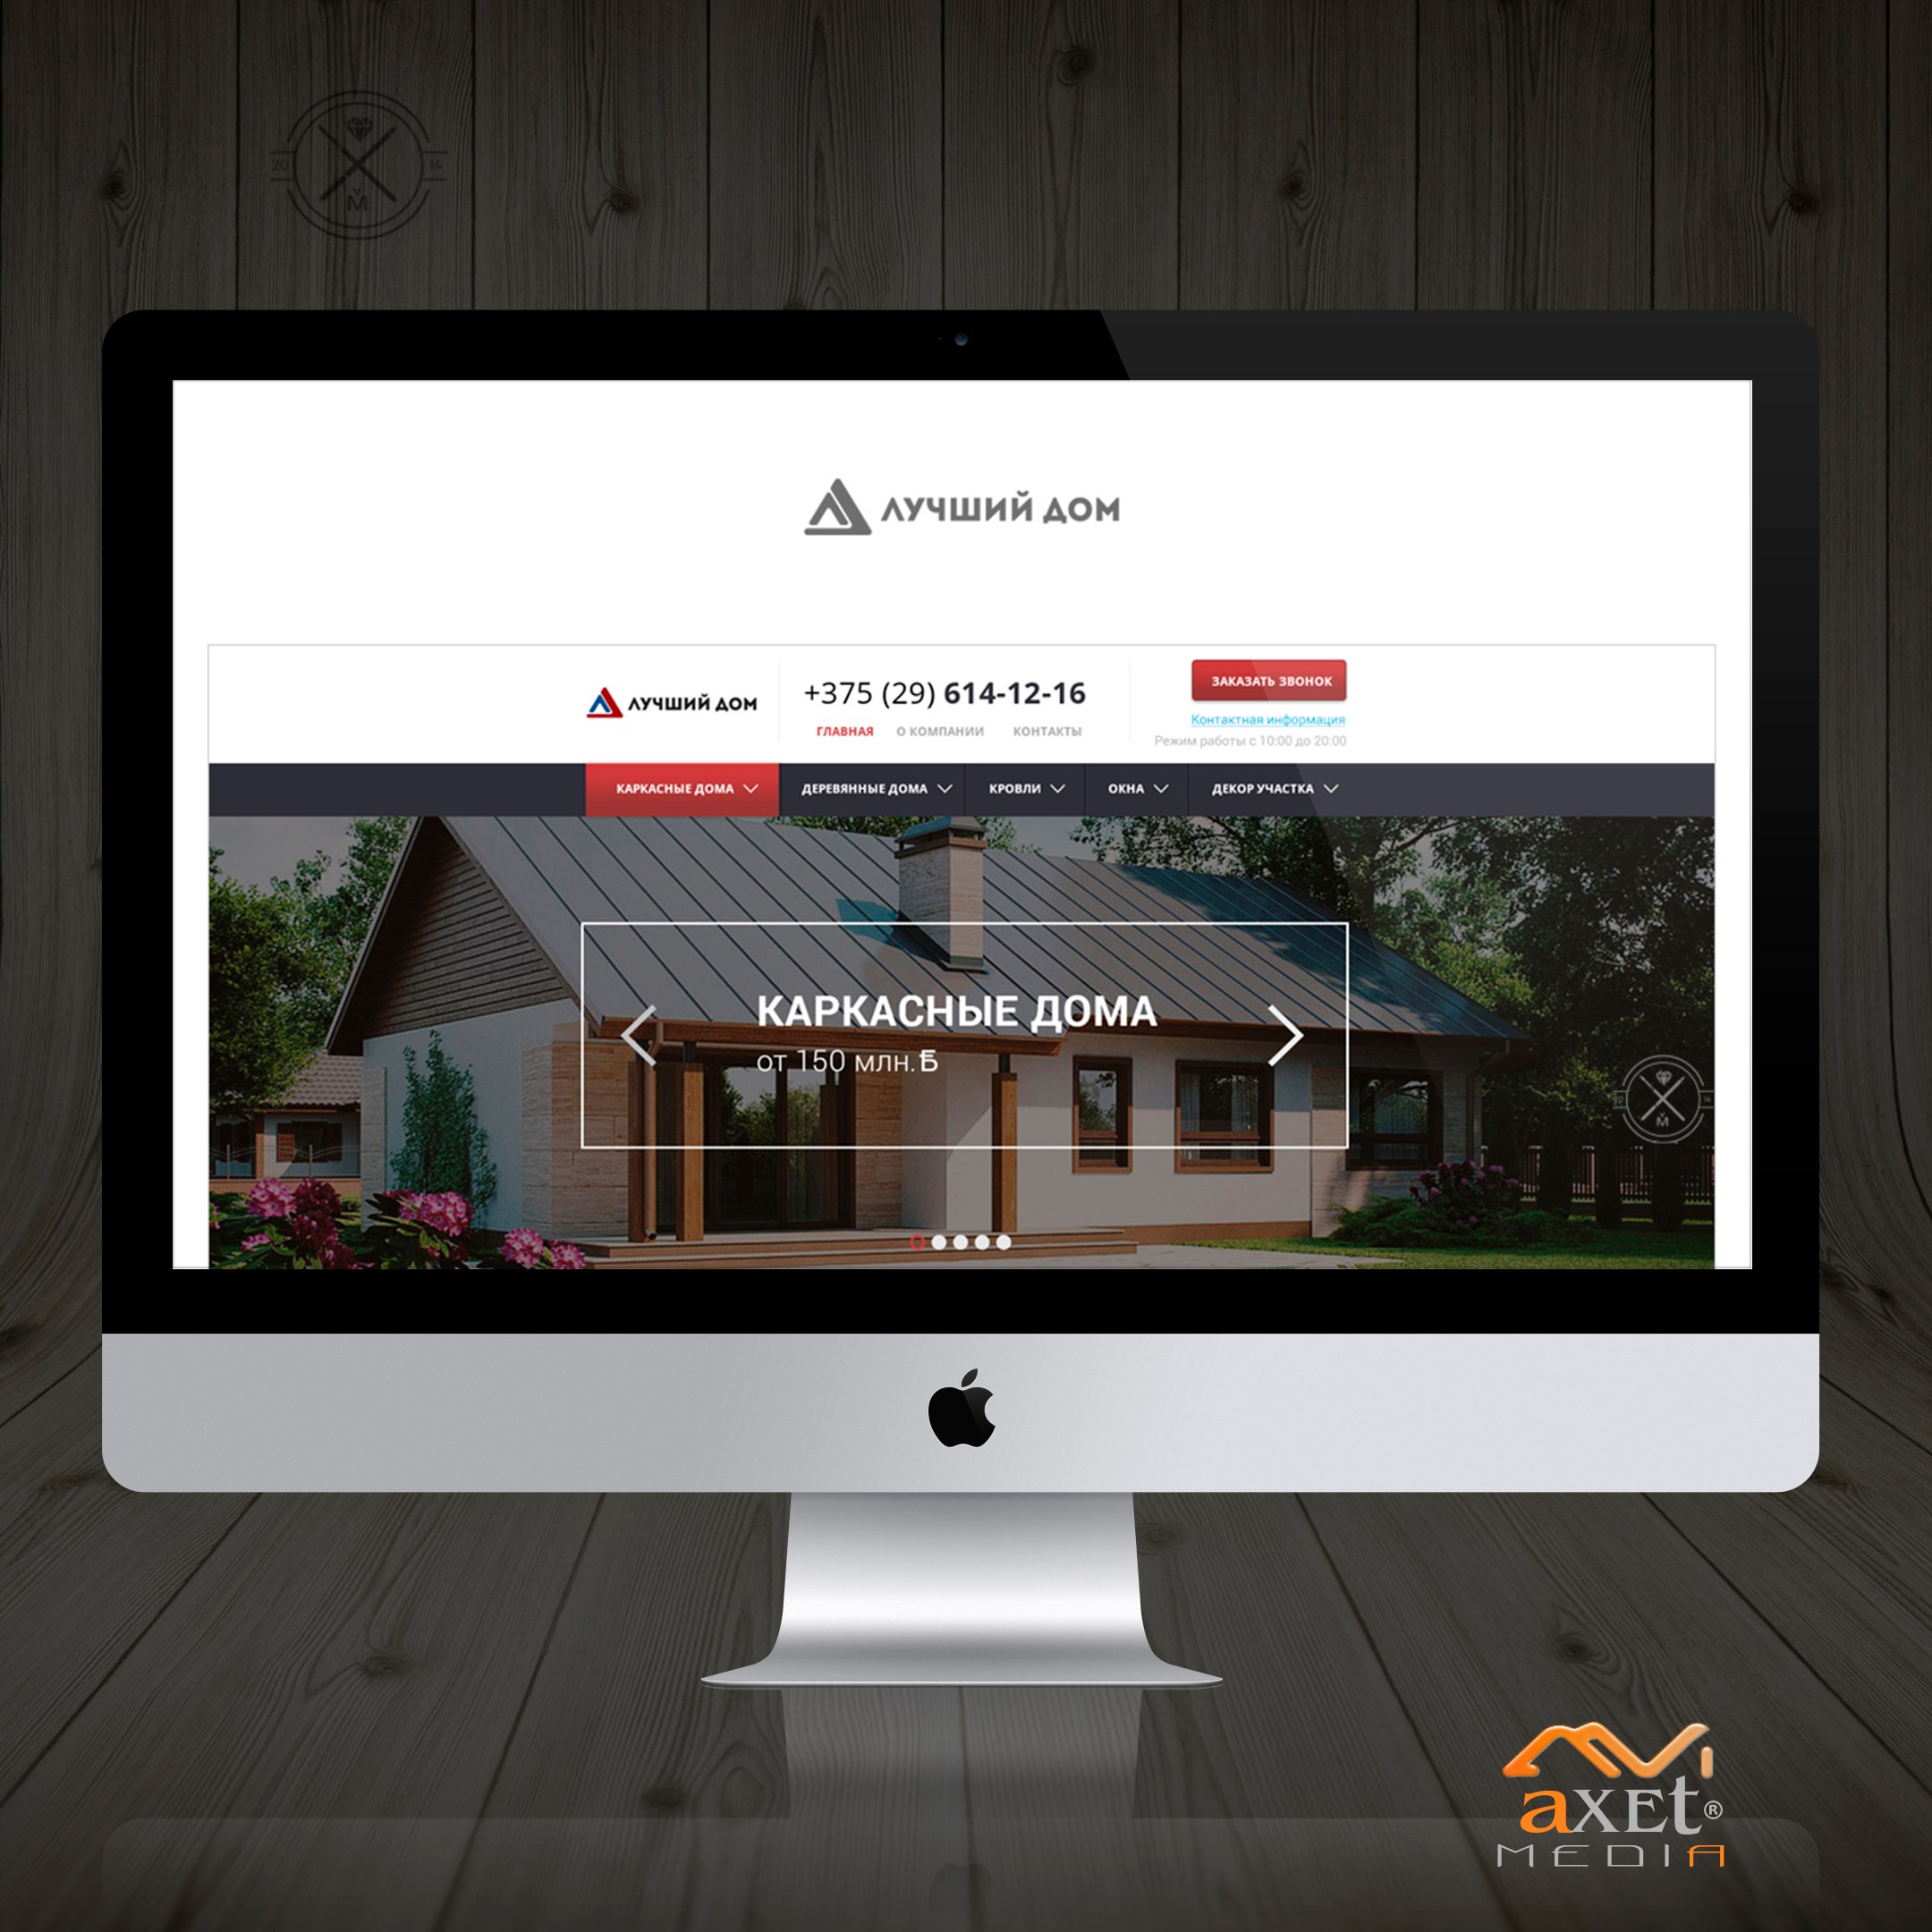 20 14
V
M
ЛУЧШИЙ ДОМ
ЛУЧШИЙ ДОМ
+375 (29) 614-12-16
ЗАКАЗАТЬ ЗВОНОК
ГЛАВНАЯ О КОМПАНИИ КОНТАКТЫ
Контактная информация
Режим работы с 10:00 до 20:00
КАРКАСНЫЕ ДОМА ДЕРЕВЯННЫЕ ДОМА КРОВЛИ ОКНА ДЕКОР УЧАСТКА
КАРКАСНЫЕ ДОМА
от 150 млн.
M
axet®
MEDIA